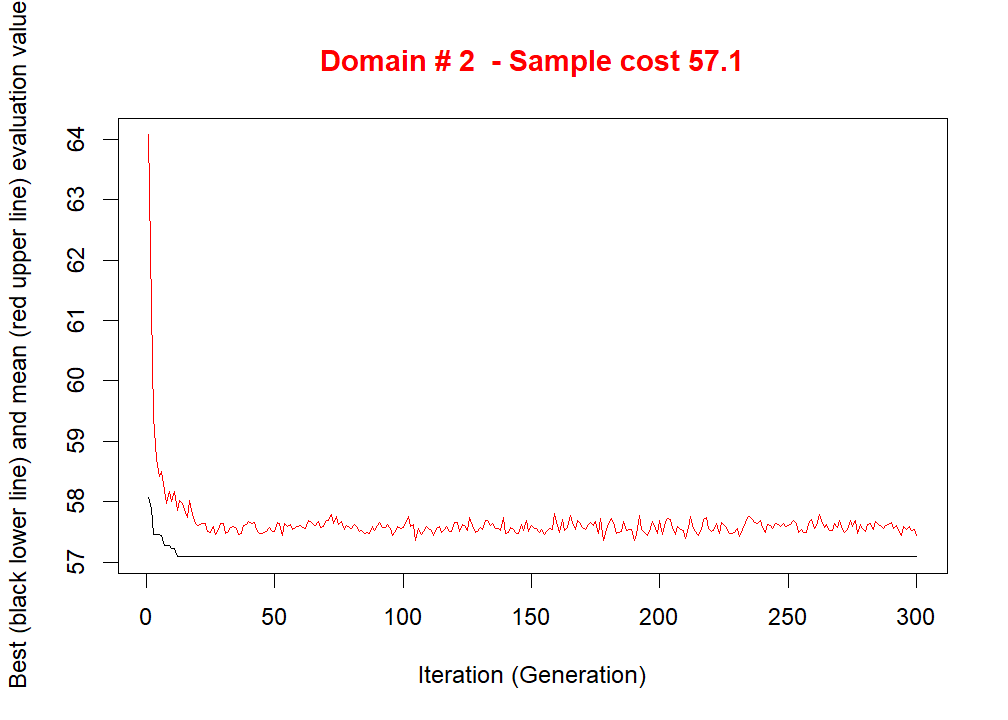 Domain # 2  - Sample cost 57.1
Best (black lower line) and mean (red upper line) evaluation value
64
63
62
61
60
59
58
57
0 50 100 150 200 250 300
Iteration (Generation)